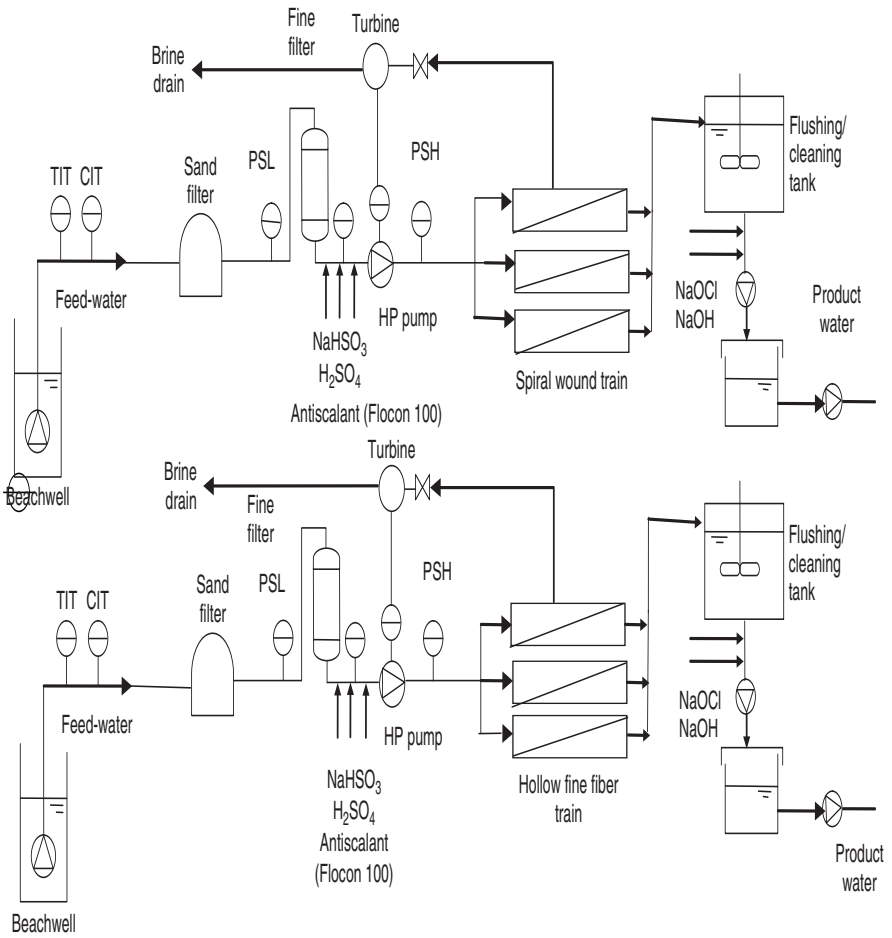 Fine
filter
Turbine
Brine
drain
PSL
PSH
Sand
filter
TIT CIT
Flushing/
cleaning
tank
Feed-water
NaOCl
NaOH
Product
water
HP pump
NaHSO3
H2SO4
Spiral wound train
Antiscalant (Flocon 100)
Beachwell
Turbine
Brine
drain
Fine
filter
Flushing/
cleaning
tank
PSH
Sand
filter
PSL
TIT CIT
Feed-water
NaOCl
NaOH
HP pump
NaHSO3
H2SO4
Antiscalant
(Flocon 100)
Hollow fine fiber
train
Product
water
Beachwell